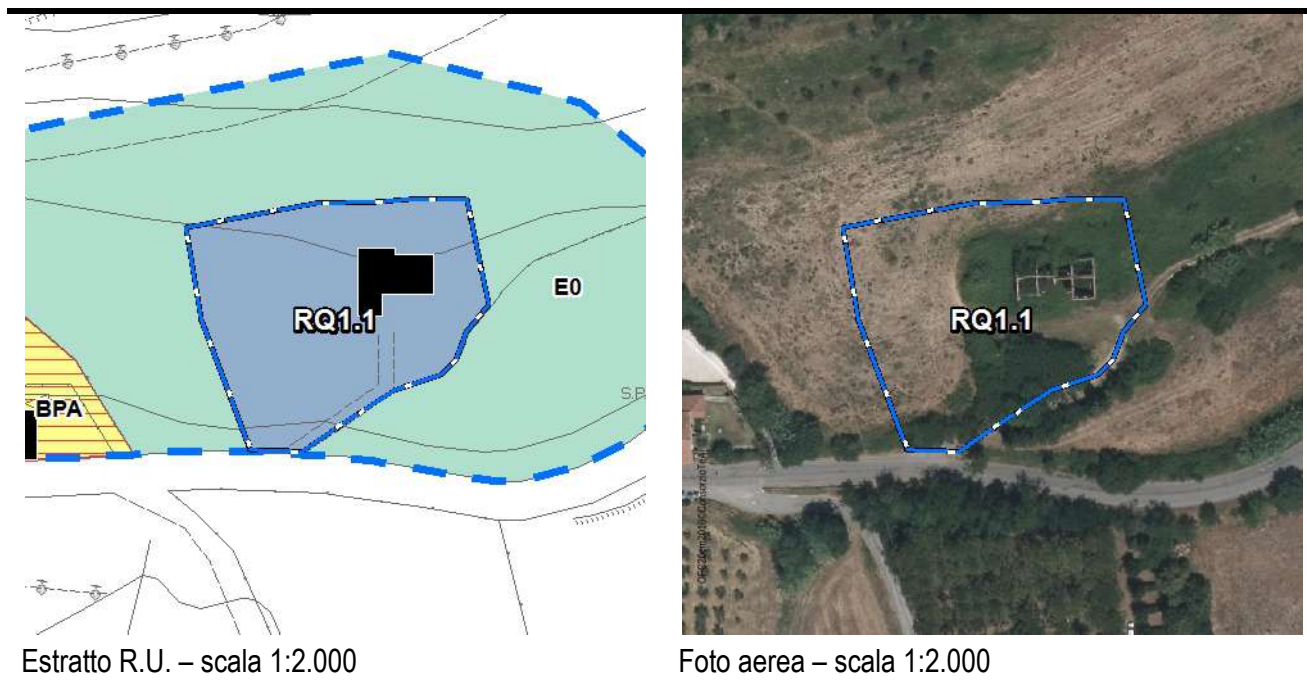 RQ1.1
E0
BPA
S.P.
RQ1.1
Estratto R.U. – scala 1:2.000
Foto aerea – scala 1:2.000